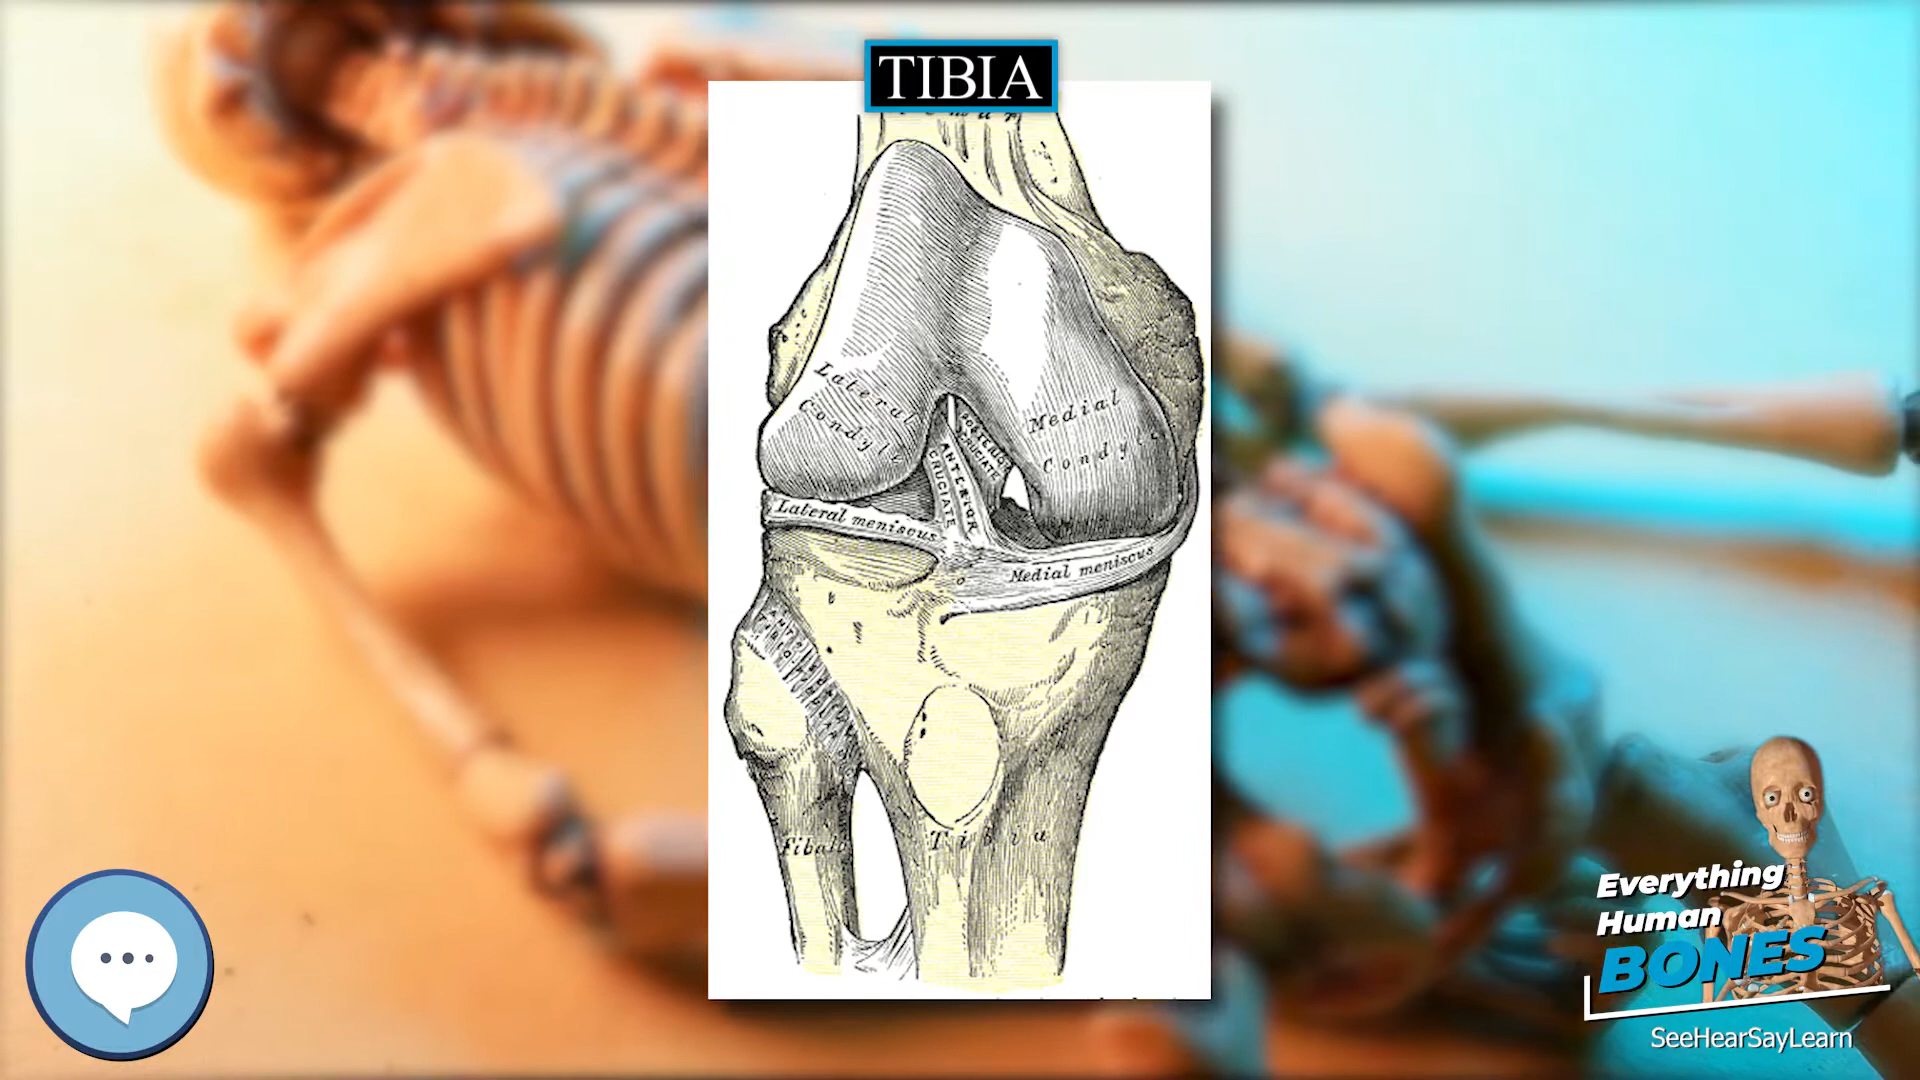 TIBIA
Lateral
Condyle
Medial
Condyle
POSTERIOR
CRUCIATE
ANTERIOR
CRUCIATE
Lateral meniscus
Medial meniscus
Fibula
Tibia
Everything
Human
BONES
SeeHearSayLearn